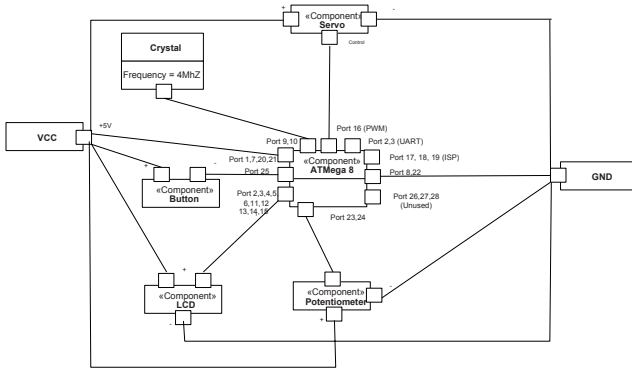 +
«Component»
Servo
-
Control
Crystal
Frequency = 4MhZ
+5V
VCC
Port 16 (PWM)
Port 9,10
Port 2,3 (UART)
Port 1,7,20,21
«Component»
ATMega 8
Port 17, 18, 19 (ISP)
+
-
Port 25
Port 8,22
GND
«Component»
Button
Port 2,3,4,5
6,11,12
13,14,15
Port 26,27,28
(Unused)
Port 23,24
+
«Component»
LCD
-
«Component»
Potentiometer
-
+